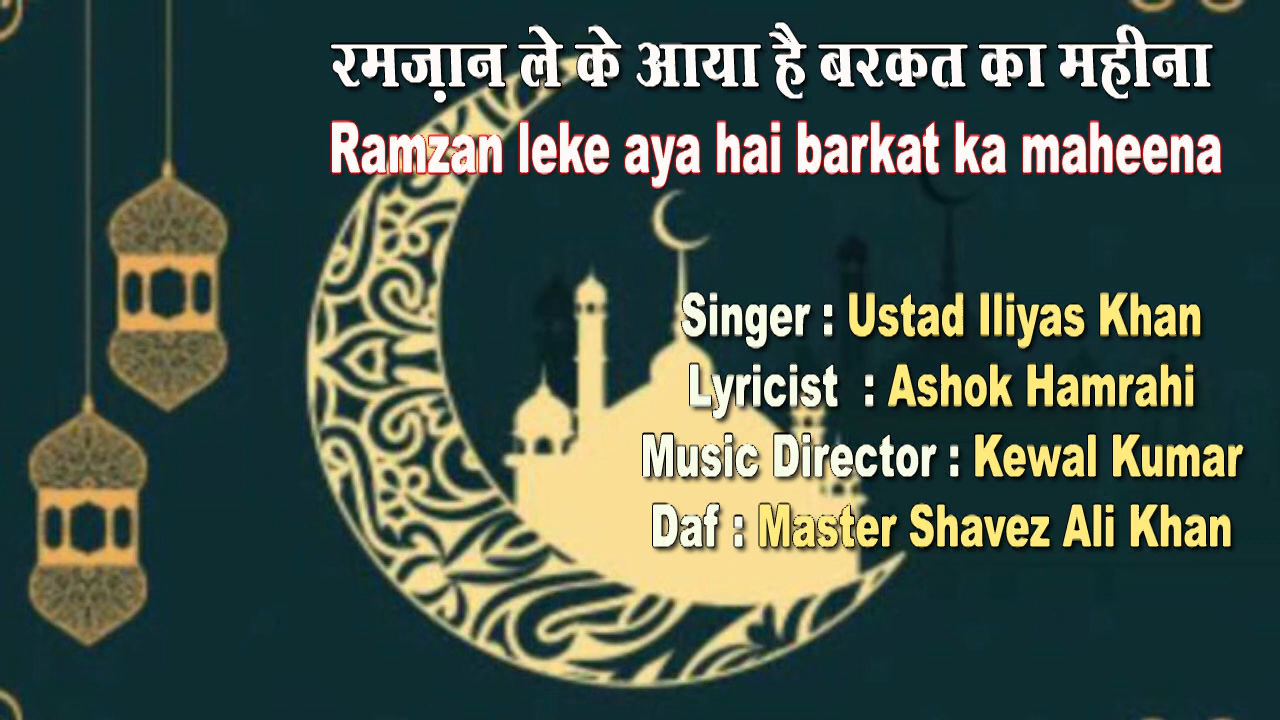 रमज़ान ले के आया है बरकत का महीना
Ramzan leke aya hai barkat ka maheena
Singer : Ustad Iliyas Khan
Lyricist : Ashok Hamrahi
Music Director : Kewal Kumar
Daf : Master Shavez Ali Khan